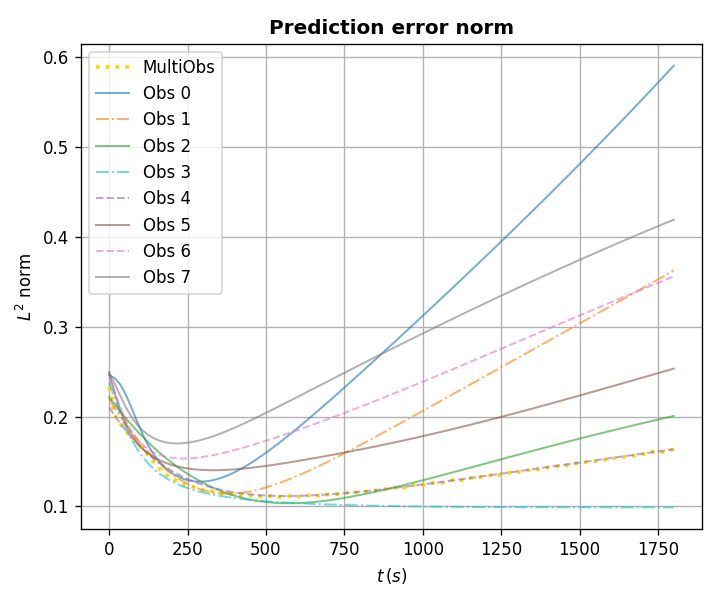 Prediction error norm
0.6
0.5
0.4
0.3
0.2
0.1
L² norm
MultiObs
Obs 0
Obs 1
Obs 2
Obs 3
Obs 4
Obs 5
Obs 6
Obs 7
0 250 500 750 1000 1250 1500 1750
t (s)